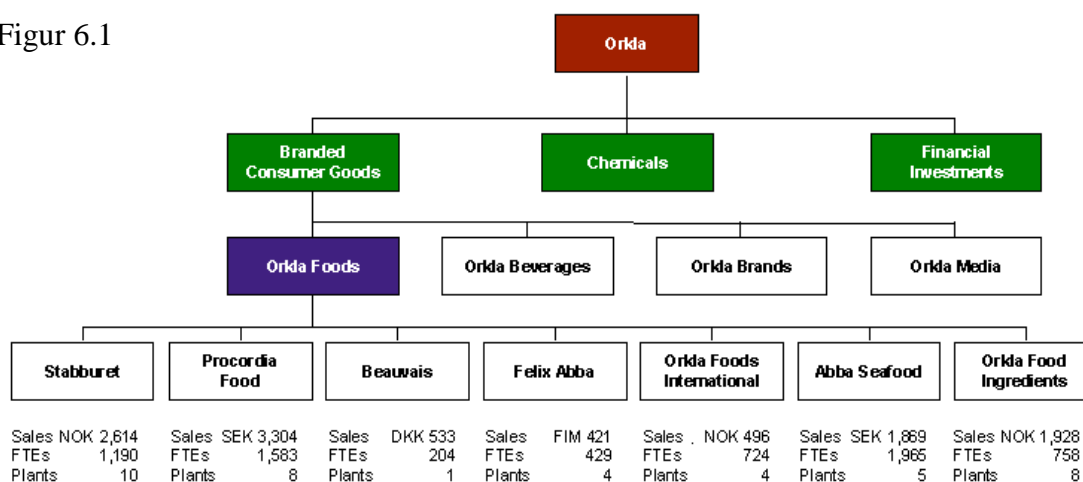 Figur 6.1
Orkla
Branded
Consumer Goods
Chemicals
Financial
Investments
Orkla Foods
Orkla Beverages
Orkla Brands
Orkla Media
Stabburet
Procordia
Food
Beauvais
Felix Abba
Orkla Foods
International
Abba Seafood
Orkla Food
Ingredients
Sales NOK 2,614
FTEs 1,190
Plants 10
Sales SEK 3,304
FTEs 1,583
Plants 8
Sales DKK 533
FTEs 204
Plants 1
Sales FIM 421
FTEs 429
Plants 4
Sales . NOK 496
FTEs 724
Plants 4
Sales SEK 1,869
FTEs 1,965
Plants 5
Sales NOK 1,928
FTEs 758
Plants 8